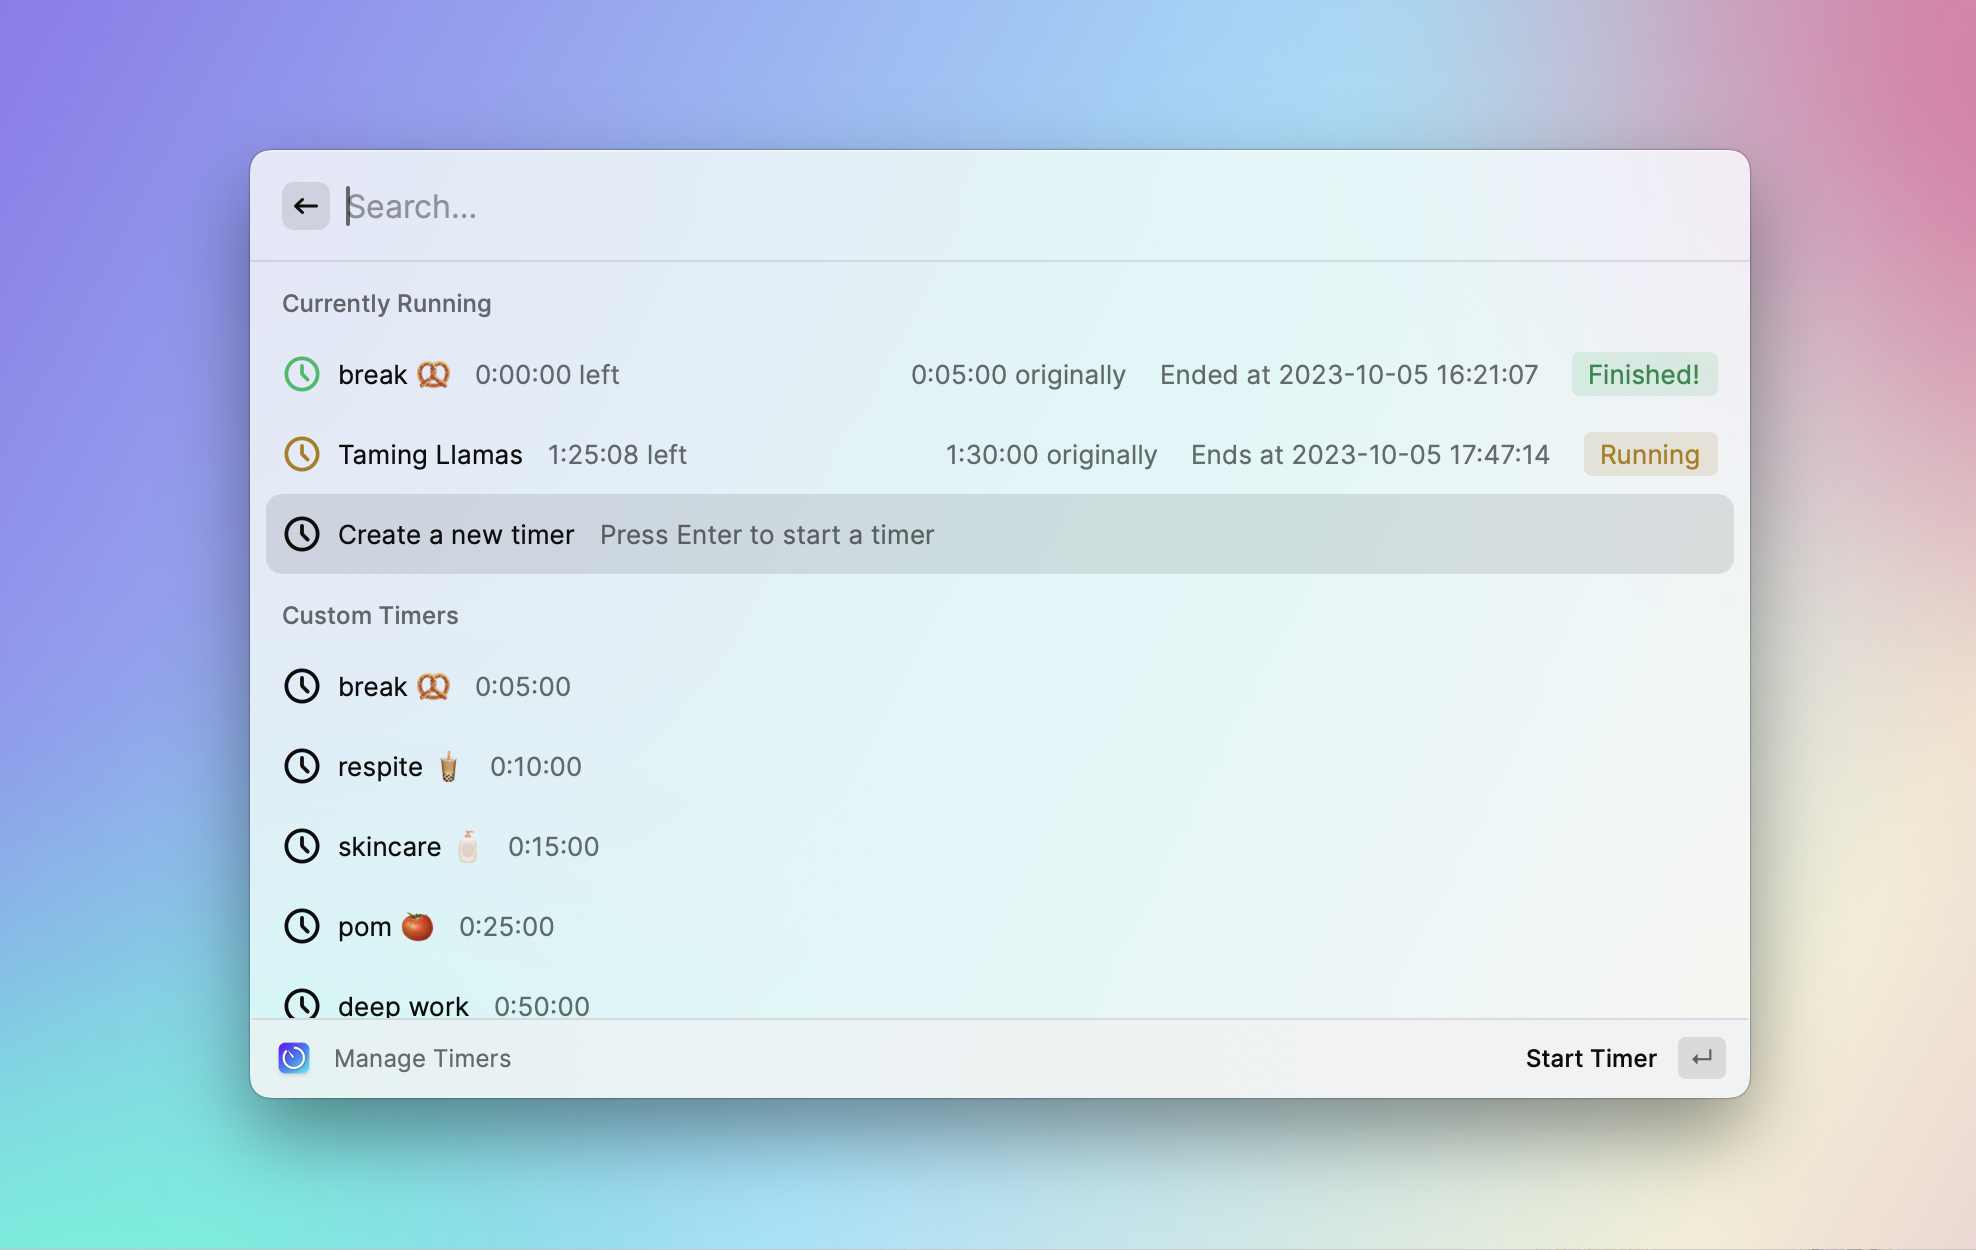 Search...
Currently Running
break 🥨 0:00:00 left 0:05:00 originally Ended at 2023-10-05 16:21:07 Finished!
Taming Llamas 1:25:08 left 1:30:00 originally Ends at 2023-10-05 17:47:14 Running
Create a new timer Press Enter to start a timer
Custom Timers
break 🥨 0:05:00
respite 🧋 0:10:00
skincare 🧴 0:15:00
pom 🍅 0:25:00
deep work 0:50:00
Manage Timers Start Timer